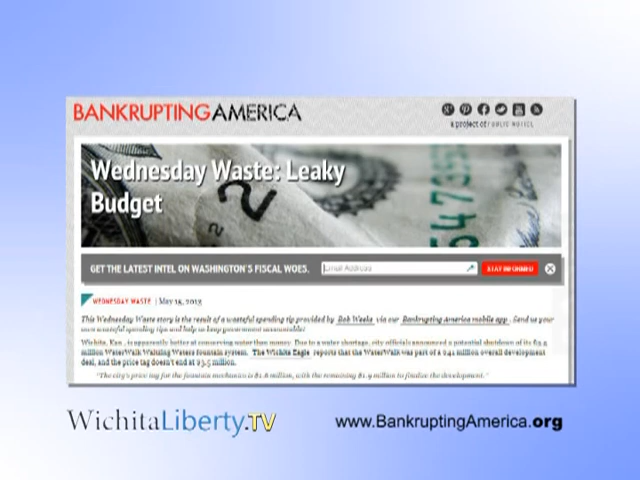 BANKRUPTINGAMERICA
a project of PUBLIC NOTICE
Wednesday Waste: Leaky
Budget
2
547 3
GET THE LATEST INTEL ON WASHINGTON'S FISCAL WOES.
Email Address
STAY INFORMED
WEDNESDAY WASTE | May 15, 2013
This Wednesday Waste story is the result of a wasteful spending tip provided by Bob Weeks via our Bankrupting America mobile app. Send us your
own wasteful spending tips and help us keep government accountable!
Wichita, Kan., is apparently better at conserving water than money. Due to a water shortage, city officials announced a potential shutdown of its
million WaterWalk Waltzing Waters fountain system. The Wichita Eagle reports that the WaterWalk was part of a $41 million overall development
deal, and the price tag doesn't end at $3.5 million.
"The city's price tag for the fountain mechanics is $1.6 million, with the remaining $1.9 million to finalize the development."
WichitaLiberty.TV
www.BankruptingAmerica.org